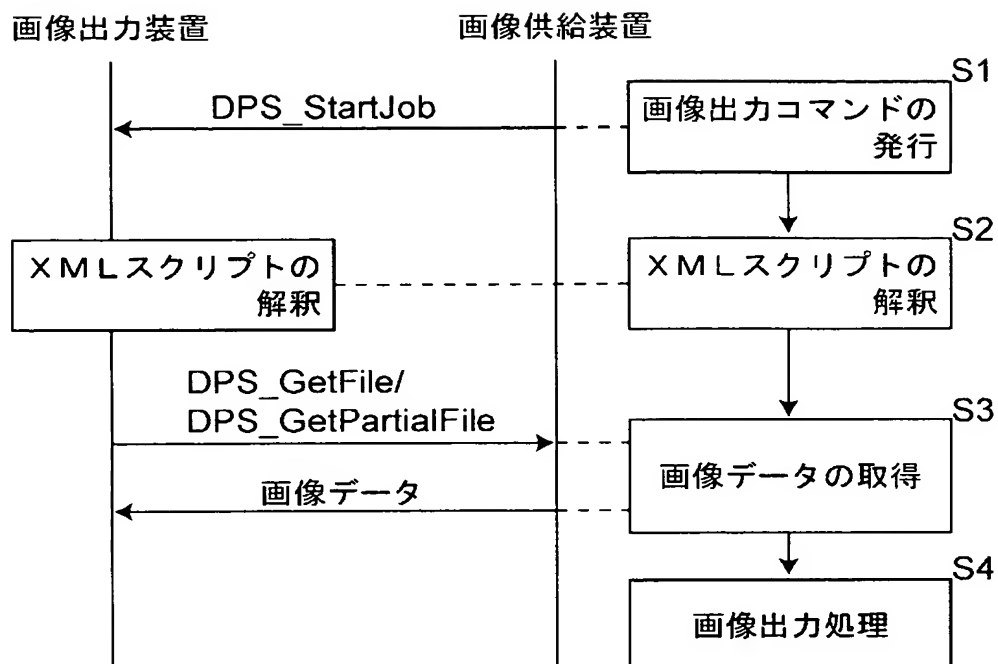 画像出力装置
画像供給装置
S1
DPS_StartJob
画像出力コマンドの
発行
S2
XMLスクリプトの
解釈
XMLスクリプトの
解釈
DPS_GetFile/
DPS_GetPartialFile
S3
画像データの取得
画像データ
S4
画像出力処理